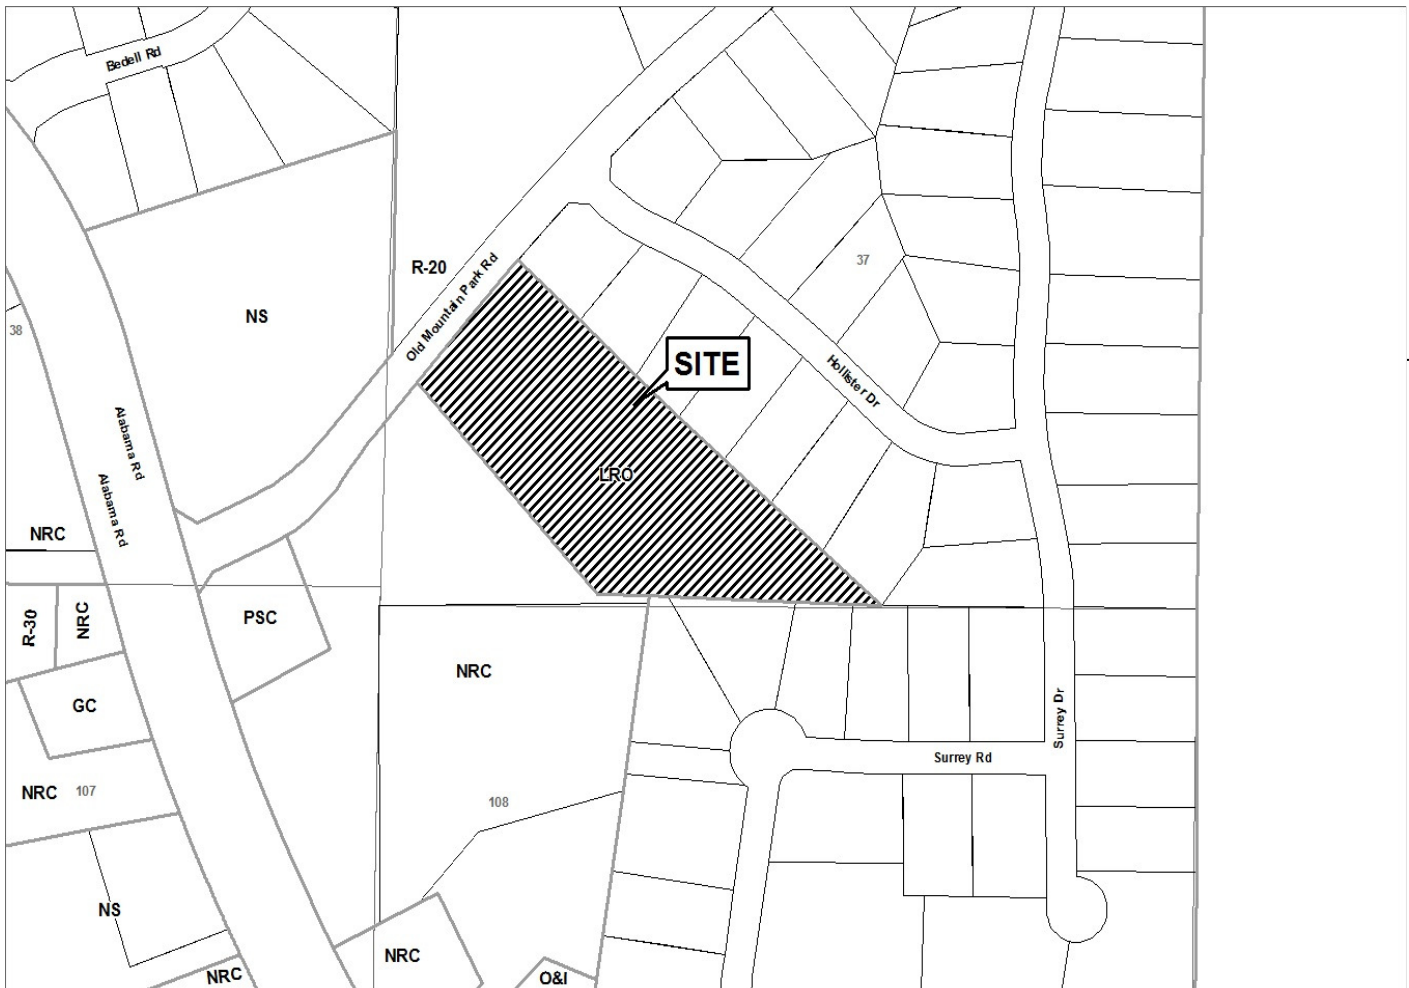 Bedell Rd
R-20
Old Mountain Park Rd
37
NS
38
SITE
Hollister Dr
Alabama Rd
Alabama Rd
LRO
NRC
R-30
NRC
PSC
NRC
GC
Surrey Dr
Surrey Rd
NRC
107
108
NS
NRC
NRC
O&I